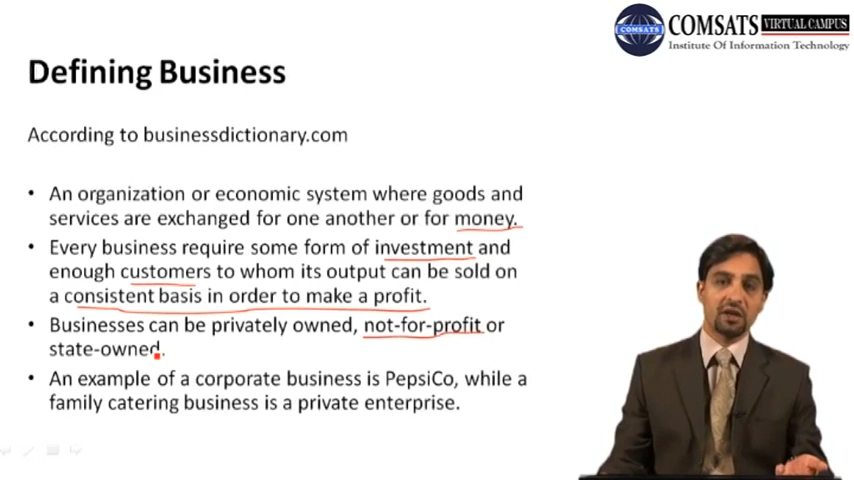 COMSATS
COMSATS VIRTUAL CAMPUS
Institute Of Information Technology
Defining Business
According to businessdictionary.com
• An organization or economic system where goods and
services are exchanged for one another or for money.
• Every business require some form of investment and
enough customers to whom its output can be sold on
a consistent basis in order to make a profit.
• Businesses can be privately owned, not-for-profit or
state-owned.
• An example of a corporate business is PepsiCo, while a
family catering business is a private enterprise.